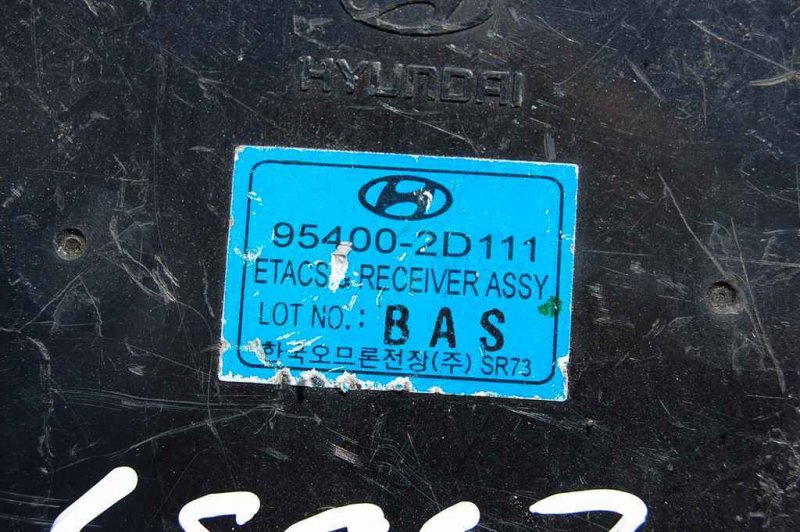 HYUNDAI
95400-2D111
ETACS & RECEIVER ASSY
LOT NO.: BAS
한국오므론전장(주) SR73